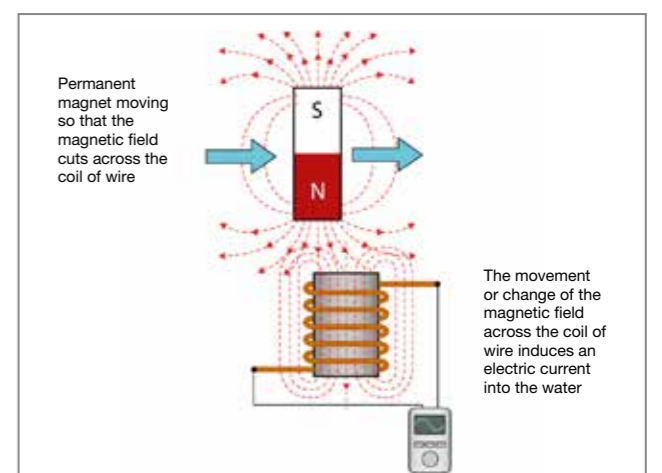 Permanent
magnet moving
so that the
magnetic field
cuts across the
coil of wire
S
N
The movement
or change of the
magnetic field
across the coil of
wire induces an
electric current
into the water